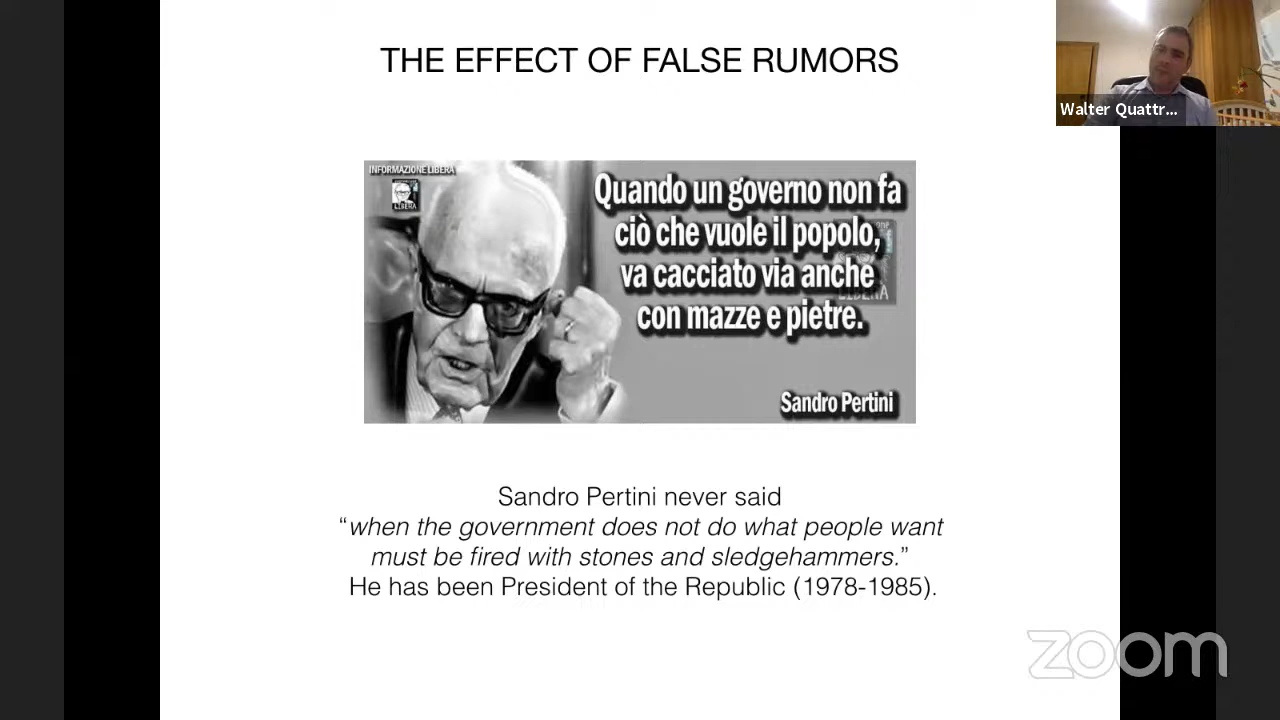 THE EFFECT OF FALSE RUMORS
Walter Quattr...
INFORMAZIONE LIBERA
LIBERA
Quando un governo non fa
ciò che vuole il popolo,
va cacciato via anche
con mazze e pietre.
LIBERA
Sandro Pertini
Sandro Pertini never said
“when the government does not do what people want
must be fired with stones and sledgehammers.”
He has been President of the Republic (1978-1985).
zoom